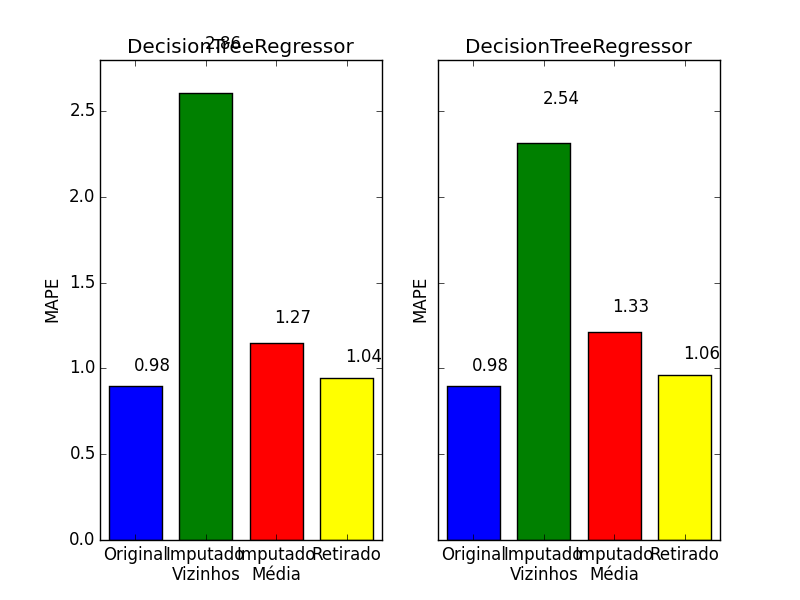 DecisionTreeRegressor
2.86
MAPE
2.5
2.0
1.5
1.0
0.5
0.0
0.98
1.27
1.04
Original
Imputado
Vizinhos
Imputado
Média
Retirado
DecisionTreeRegressor
MAPE
2.54
0.98
1.33
1.06
Original
Imputado
Vizinhos
Imputado
Média
Retirado